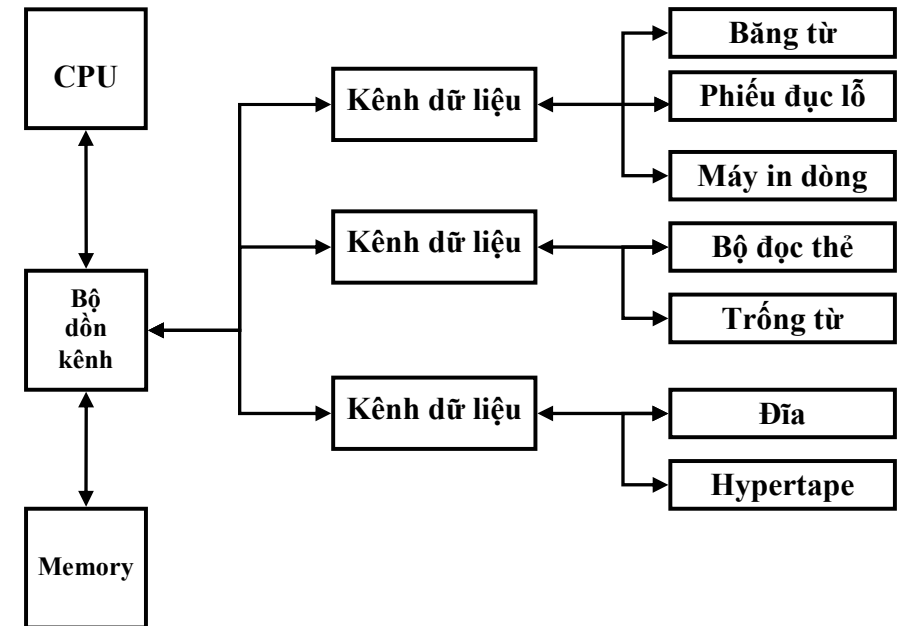 CPU
Bộ
dồn
kênh
Memory
Kênh dữ liệu
Kênh dữ liệu
Kênh dữ liệu
Băng từ
Phiếu đục lỗ
Máy in dòng
Bộ đọc thẻ
Trống từ
Đĩa
Hypertape